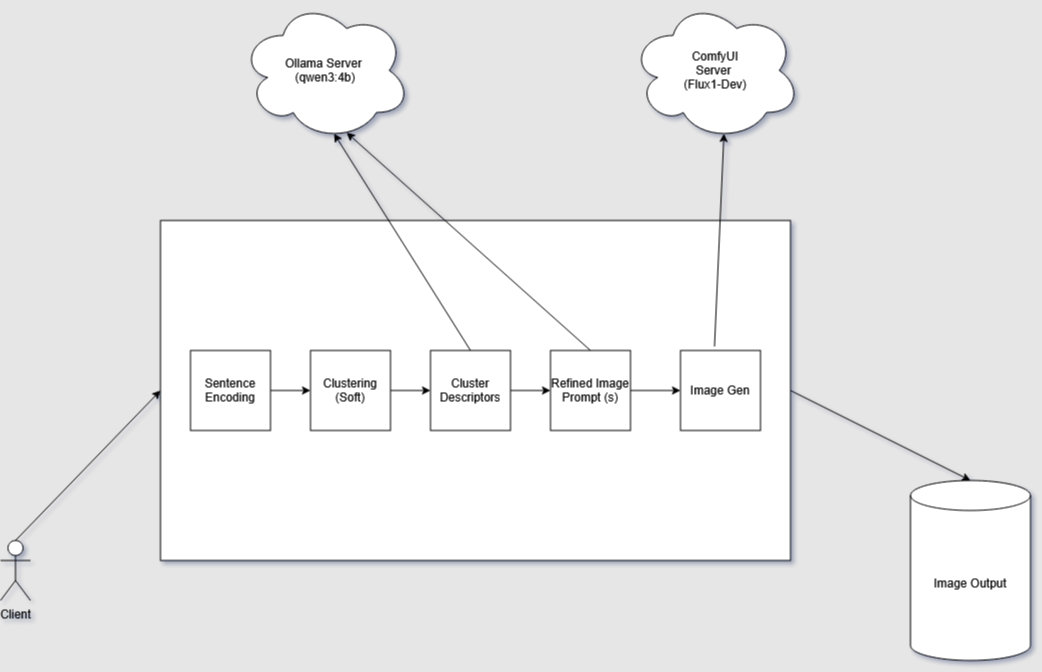 Ollama Server
(qwen3:4b)
ComfyUI
Server
(Flux1-Dev)
Sentence
Encoding
Clustering
(Soft)
Cluster
Descriptors
Refined Image
Prompt (s)
Image Gen
Client
Image Output